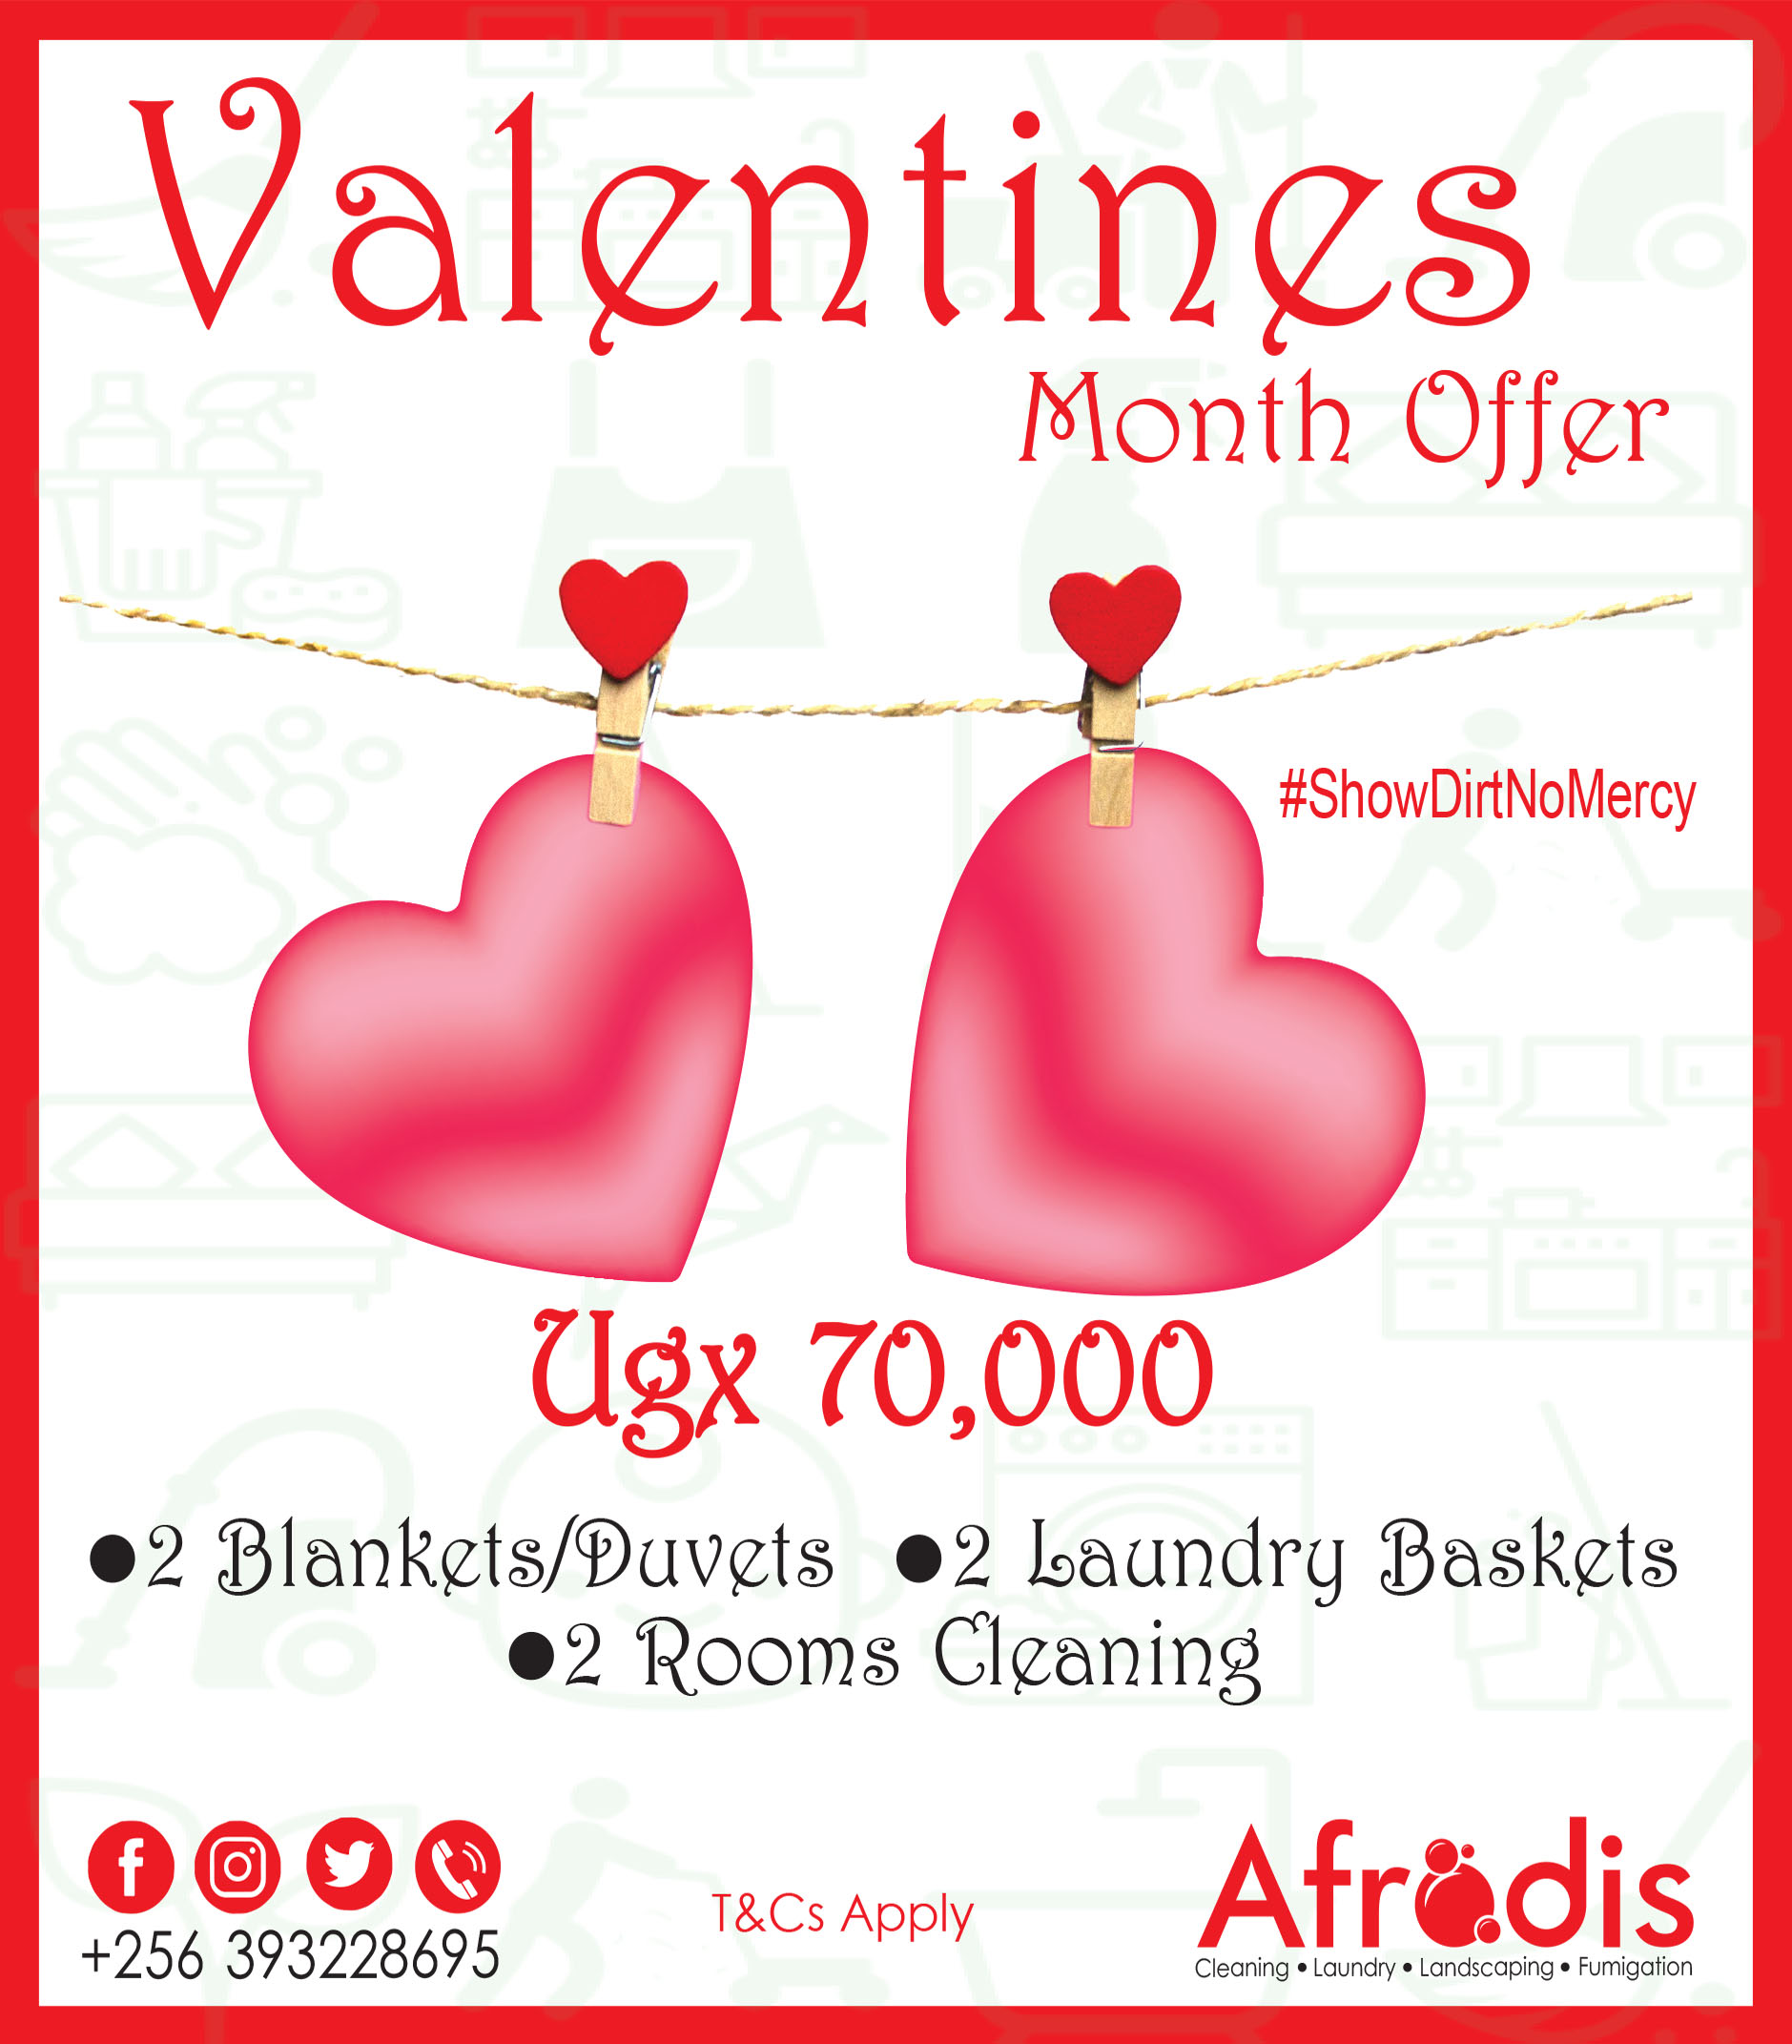 Valentines
Month Offer
#ShowDirtNoMercy
Ugx 70,000
●2 Blankets/Duvets ●2 Laundry Baskets
●2 Rooms Cleaning
+256 393228695
T&Cs Apply
Afrodis
Cleaning • Laundry • Landscaping • Fumigation